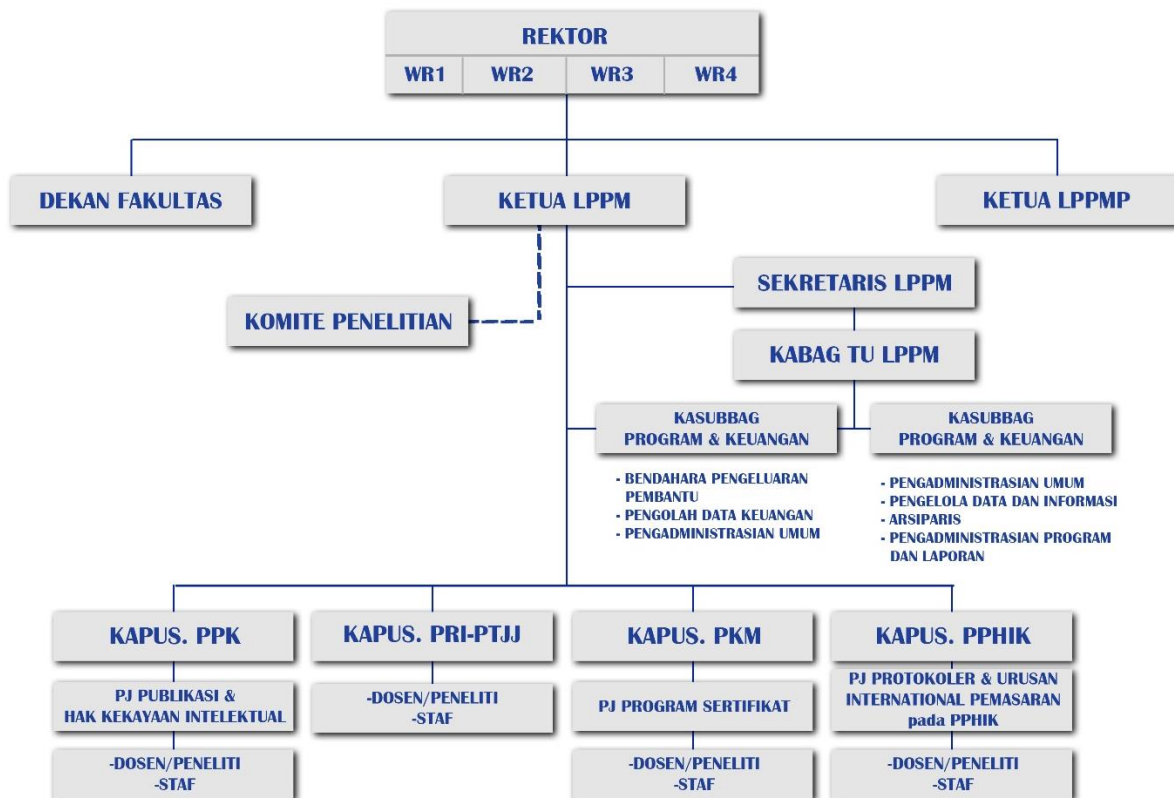 REKTOR
WR1 WR2 WR3 WR4
DEKAN FAKULTAS
KETUA LPPM
KETUA LPPMP
SEKRETARIS LPPM
KOMITE PENELITIAN
KABAG TU LPPM
KASUBBAG
PROGRAM & KEUANGAN
- BENDAHARA PENGELUARAN
PEMBANTU
- PENGOLAH DATA KEUANGAN
- PENGADMINISTRASIAN UMUM
KASUBBAG
PROGRAM & KEUANGAN
- PENGADMINISTRASIAN UMUM
- PENGELOLA DATA DAN INFORMASI
- ARSIPARIS
- PENGADMINISTRASIAN PROGRAM
DAN LAPORAN
KAPUS. PPK
PJ PUBLIKASI &
HAK KEKAYAAN INTELEKTUAL
-DOSEN/PENELITI
-STAF
KAPUS. PRI-PTJJ
-DOSEN/PENELITI
-STAF
KAPUS. PKM
PJ PROGRAM SERTIFIKAT
-DOSEN/PENELITI
-STAF
KAPUS. PPHIK
PJ PROTOKOLER & URUSAN
INTERNATIONAL PEMASARAN
pada PPHIK
-DOSEN/PENELITI
-STAF